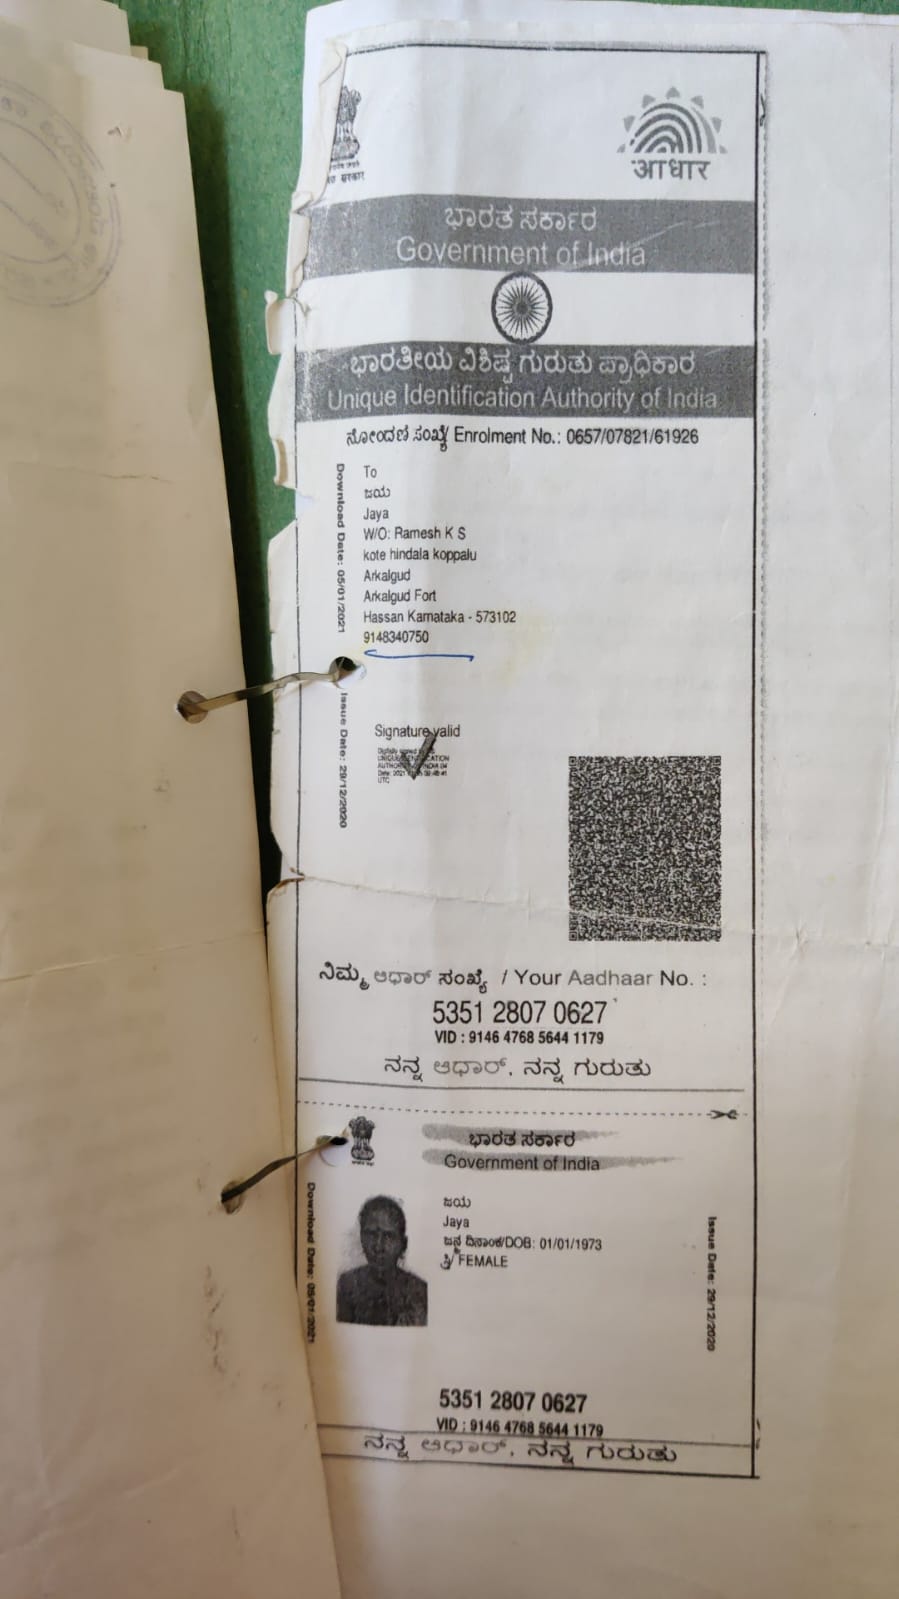 आधार
ಭಾರತ ಸರ್ಕಾರ
Government of India
ಭಾರತೀಯ ವಿಶಿಷ್ಟ ಗುರುತು ಪ್ರಾಧಿಕಾರ
Unique Identification Authority of India
ನೋಂದಣಿ ಸಂಖ್ಯೆ/ Enrolment No.: 0657/07821/61926
To
ಜಯ
Jaya
W/O: Ramesh K S
kote hindala koppalu
Arkalgud
Arkalgud Fort
Hassan Karnataka - 573102
9148340750
Download Date: 05/01/2021
Issue Date: 29/12/2020
Signature valid
ನಿಮ್ಮ ಆಧಾರ್ ಸಂಖ್ಯೆ / Your Aadhaar No. :
5351 2807 0627
VID : 9146 4768 5644 1179
ನನ್ನ ಆಧಾರ್, ನನ್ನ ಗುರುತು
ಭಾರತ ಸರ್ಕಾರ
Government of India
ಜಯ
Jaya
ಜನ್ಮ ದಿನಾಂಕ/DOB: 01/01/1973
ಸ್ತ್ರೀ/ FEMALE
Download Date: 05/01/2021
Issue Date: 29/12/2020
5351 2807 0627
VID : 9146 4768 5644 1179
ನನ್ನ ಆಧಾರ್, ನನ್ನ ಗುರುತು